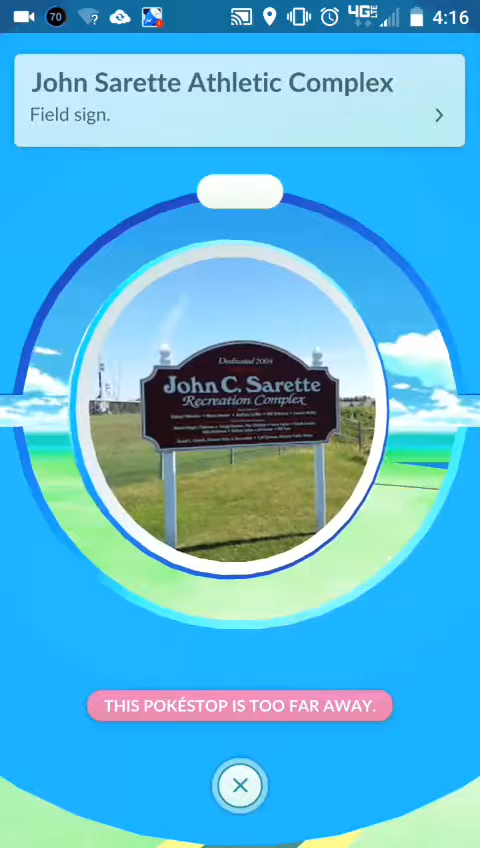 70
?
4G LTE
4:16
John Sarette Athletic Complex
Field sign.
Dedicated 2004
John C. Sarette
Recreation Complex
THIS POKÉSTOP IS TOO FAR AWAY.